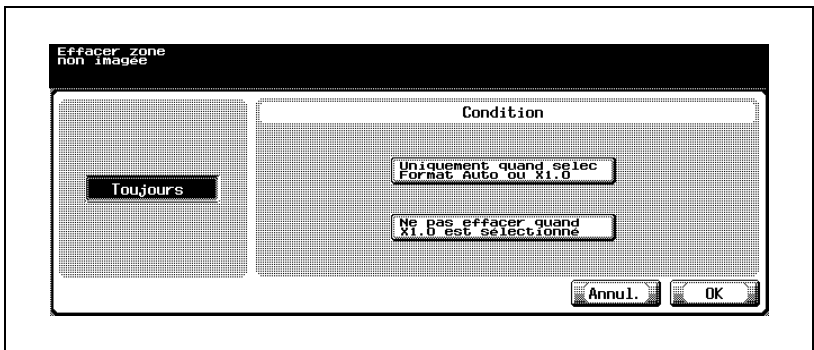 Effacer zone
non imagée
Condition
Toujours
Uniquement quand sélec
Format Auto ou X1.0
Ne pas effacer quand
X1.0 est sélectionné
Annul.
OK